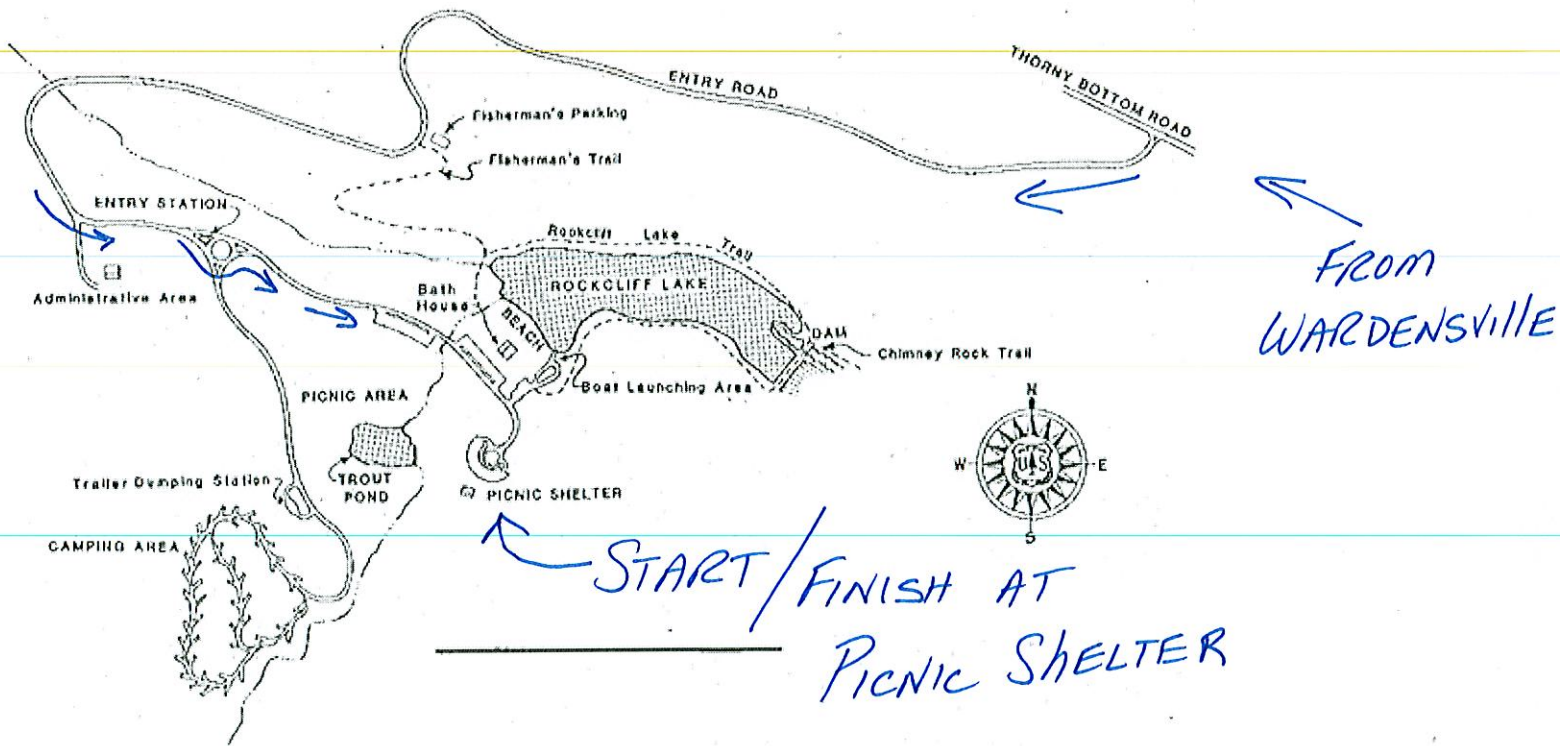 THORNY BOTTOM ROAD
ENTRY ROAD
Fisherman's Parking
Fisherman's Trail
ENTRY STATION
Administrative Area
Rockcliff Lake Trail
ROCKCLIFF LAKE
Bath
House
BEACH
DAM
Chimney Rock Trail
Boat Launching Area
FROM
WARDENSVILLE
PICNIC AREA
TROUT
POND
PICNIC SHELTER
Trailer Dumping Station
CAMPING AREA
N
W
E
S
US
START/FINISH AT
PICNIC SHELTER